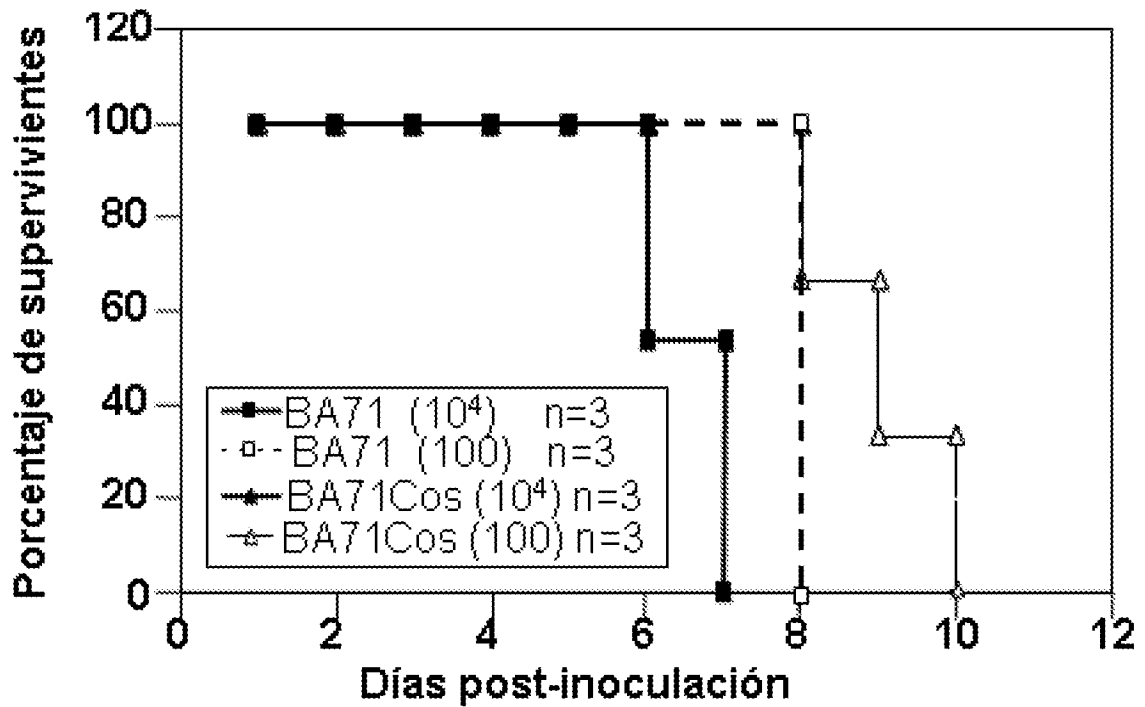 Porcentaje de supervivientes
120
100
80
60
40
20
0
BA71 (10⁴) n=3
BA71 (100) n=3
BA71Cos (10⁴) n=3
BA71Cos (100) n=3
0 2 4 6 8 10 12
Días post-inoculación